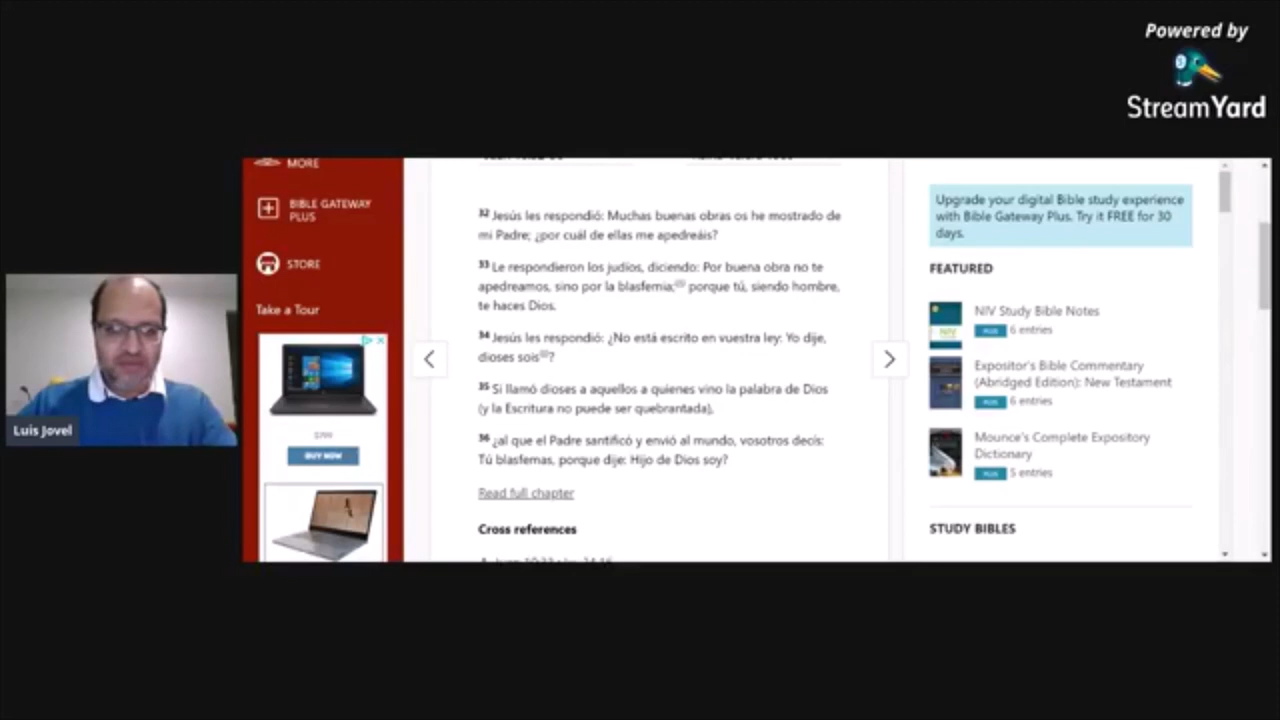 Powered by
StreamYard
MORE
BIBLE GATEWAY
PLUS
STORE
Take a Tour
BUY NOW
Luis Jovel
32 Jesús les respondió: Muchas buenas obras os he mostrado de
mi Padre; ¿por cuál de ellas me apedreáis?
33 Le respondieron los judíos, diciendo: Por buena obra no te
apedreamos, sino por la blasfemia; porque tú, siendo hombre,
te haces Dios.
34 Jesús les respondió: ¿No está escrito en vuestra ley: Yo dije,
dioses sois?
35 Si llamó dioses a aquellos a quienes vino la palabra de Dios
(y la Escritura no puede ser quebrantada),
36 ¿al que el Padre santificó y envió al mundo, vosotros decís:
Tú blasfemas, porque dije: Hijo de Dios soy?
Read full chapter
Cross references
Upgrade your digital Bible study experience
with Bible Gateway Plus. Try it FREE for 30
days.
FEATURED
NIV Study Bible Notes
PLUS 6 entries
Expositor's Bible Commentary
(Abridged Edition): New Testament
PLUS 6 entries
Mounce's Complete Expository
Dictionary
PLUS 5 entries
STUDY BIBLES